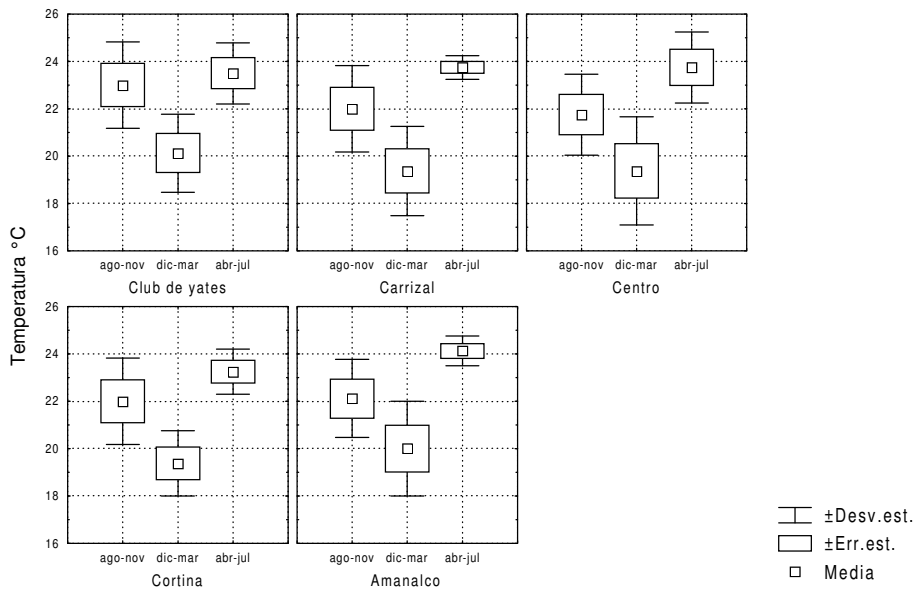 26
24
22
20
18
16
ago-nov dic-mar abr-jul
Club de yates
ago-nov dic-mar abr-jul
Carrizal
ago-nov dic-mar abr-jul
Centro
Temperatura °C
26
24
22
20
18
16
ago-nov dic-mar abr-jul
Cortina
ago-nov dic-mar abr-jul
Amanalco
±Desv.est.
±Err.est.
Media